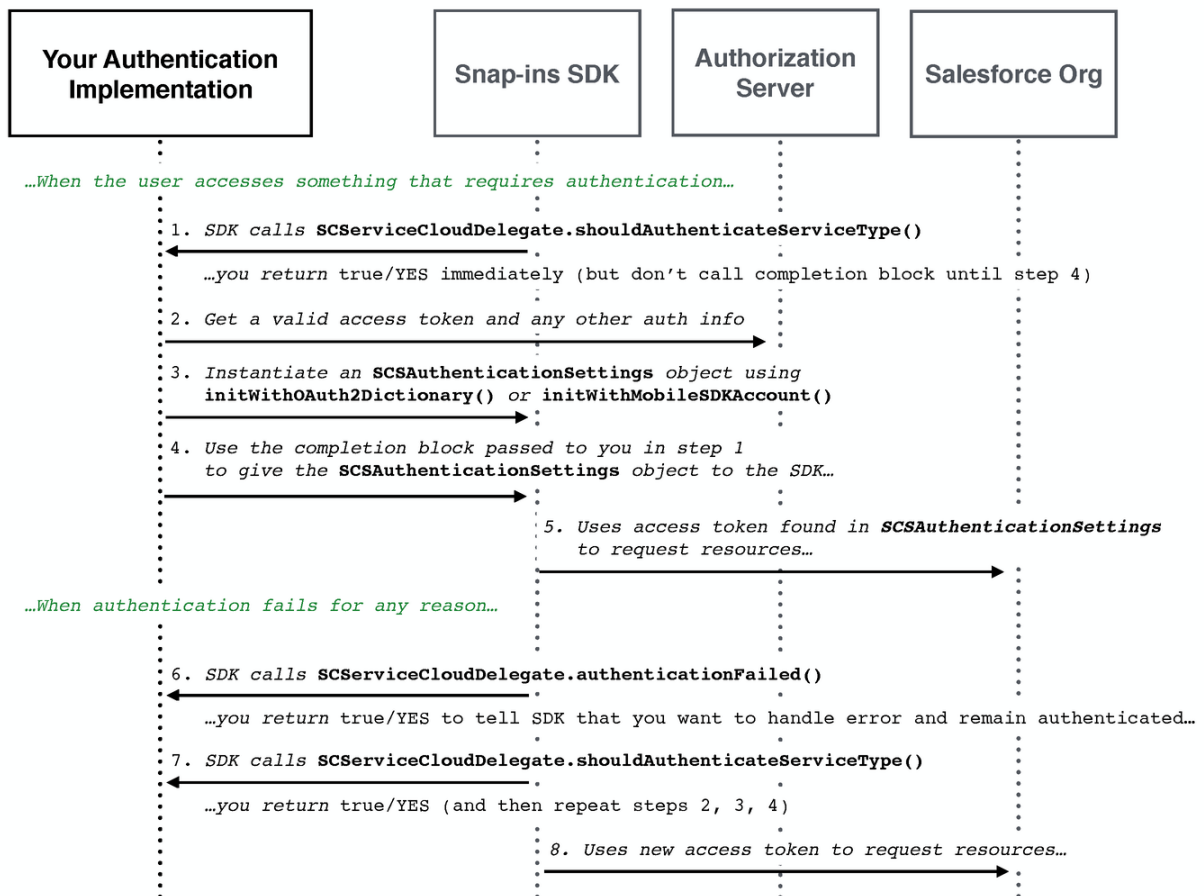 Your Authentication
Implementation
Snap-ins SDK
Authorization
Server
Salesforce Org
…When the user accesses something that requires authentication…
1. SDK calls SCServiceCloudDelegate.shouldAuthenticateServiceType()
…you return true/YES immediately (but don’t call completion block until step 4)
2. Get a valid access token and any other auth info
3. Instantiate an SCSAuthenticationSettings object using
initWithOAuth2Dictionary() or initWithMobileSDKAccount()
4. Use the completion block passed to you in step 1
to give the SCSAuthenticationSettings object to the SDK…
5. Uses access token found in SCSAuthenticationSettings
to request resources…
…When authentication fails for any reason…
6. SDK calls SCServiceCloudDelegate.authenticationFailed()
…you return true/YES to tell SDK that you want to handle error and remain authenticated…
7. SDK calls SCServiceCloudDelegate.shouldAuthenticateServiceType()
…you return true/YES (and then repeat steps 2, 3, 4)
8. Uses new access token to request resources…